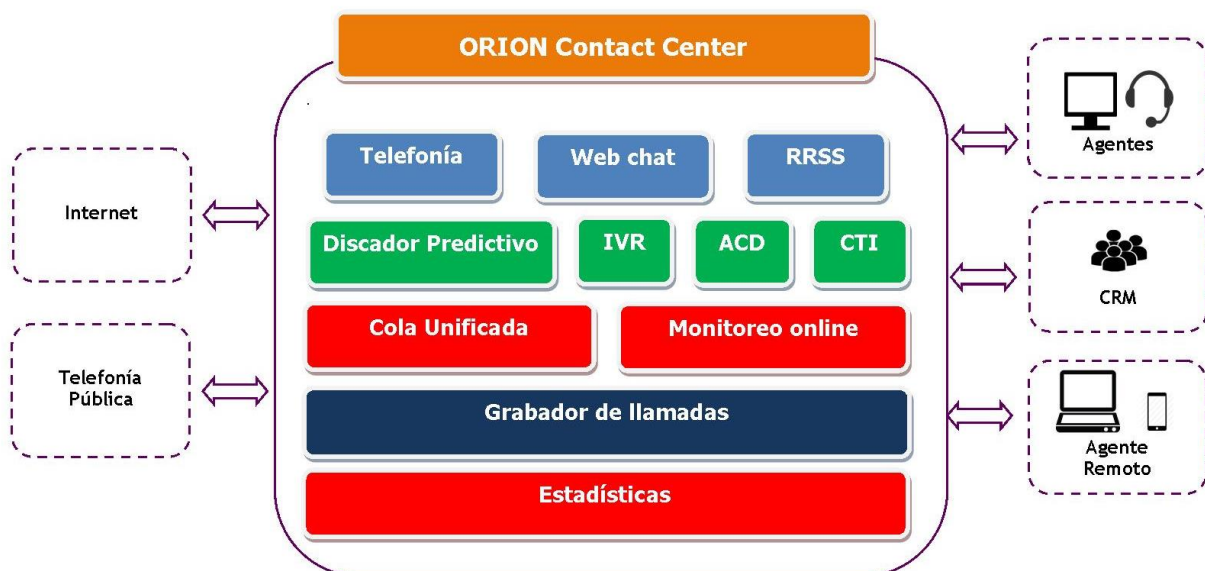 ORION Contact Center
Telefonía
Web chat
RRSS
Discador Predictivo
IVR
ACD
CTI
Cola Unificada
Monitoreo online
Grabador de llamadas
Estadísticas
Internet
Telefonía
Pública
Agentes
CRM
Agente
Remoto